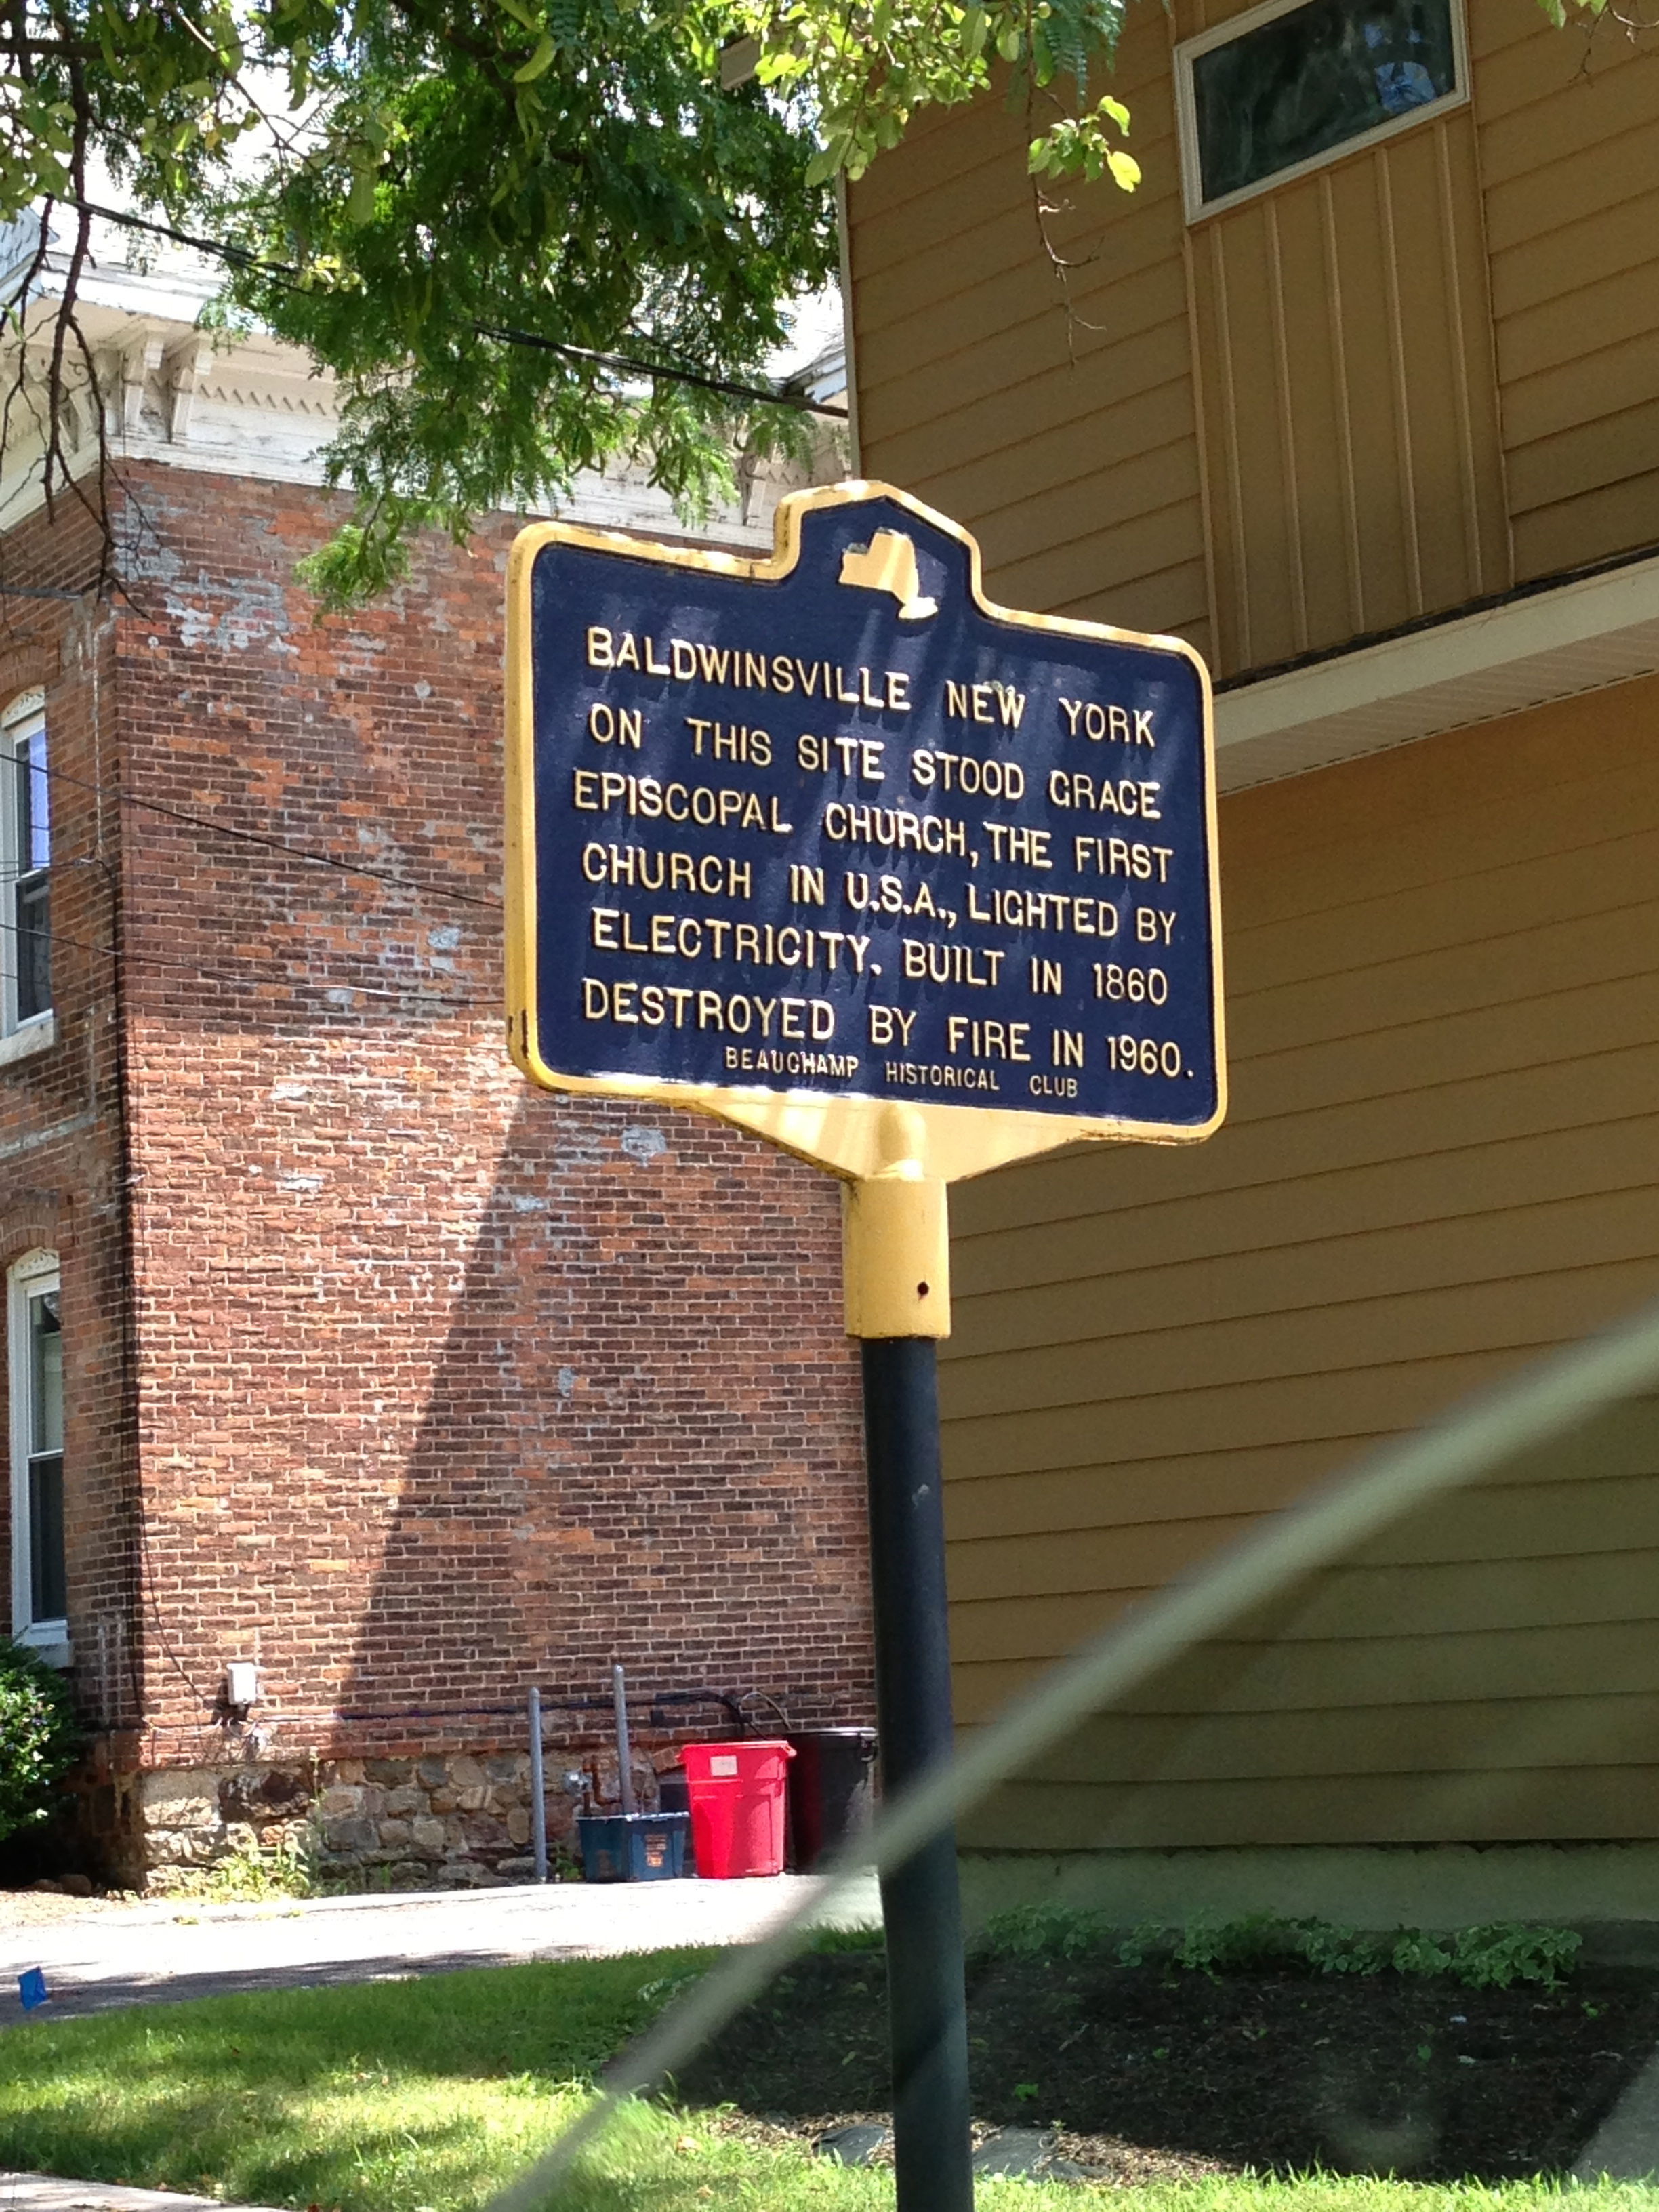 BALDWINSVILLE NEW YORK
ON THIS SITE STOOD GRACE
EPISCOPAL CHURCH, THE FIRST
CHURCH IN U.S.A., LIGHTED BY
ELECTRICITY. BUILT IN 1860
DESTROYED BY FIRE IN 1960.
BEAUCHAMP HISTORICAL CLUB